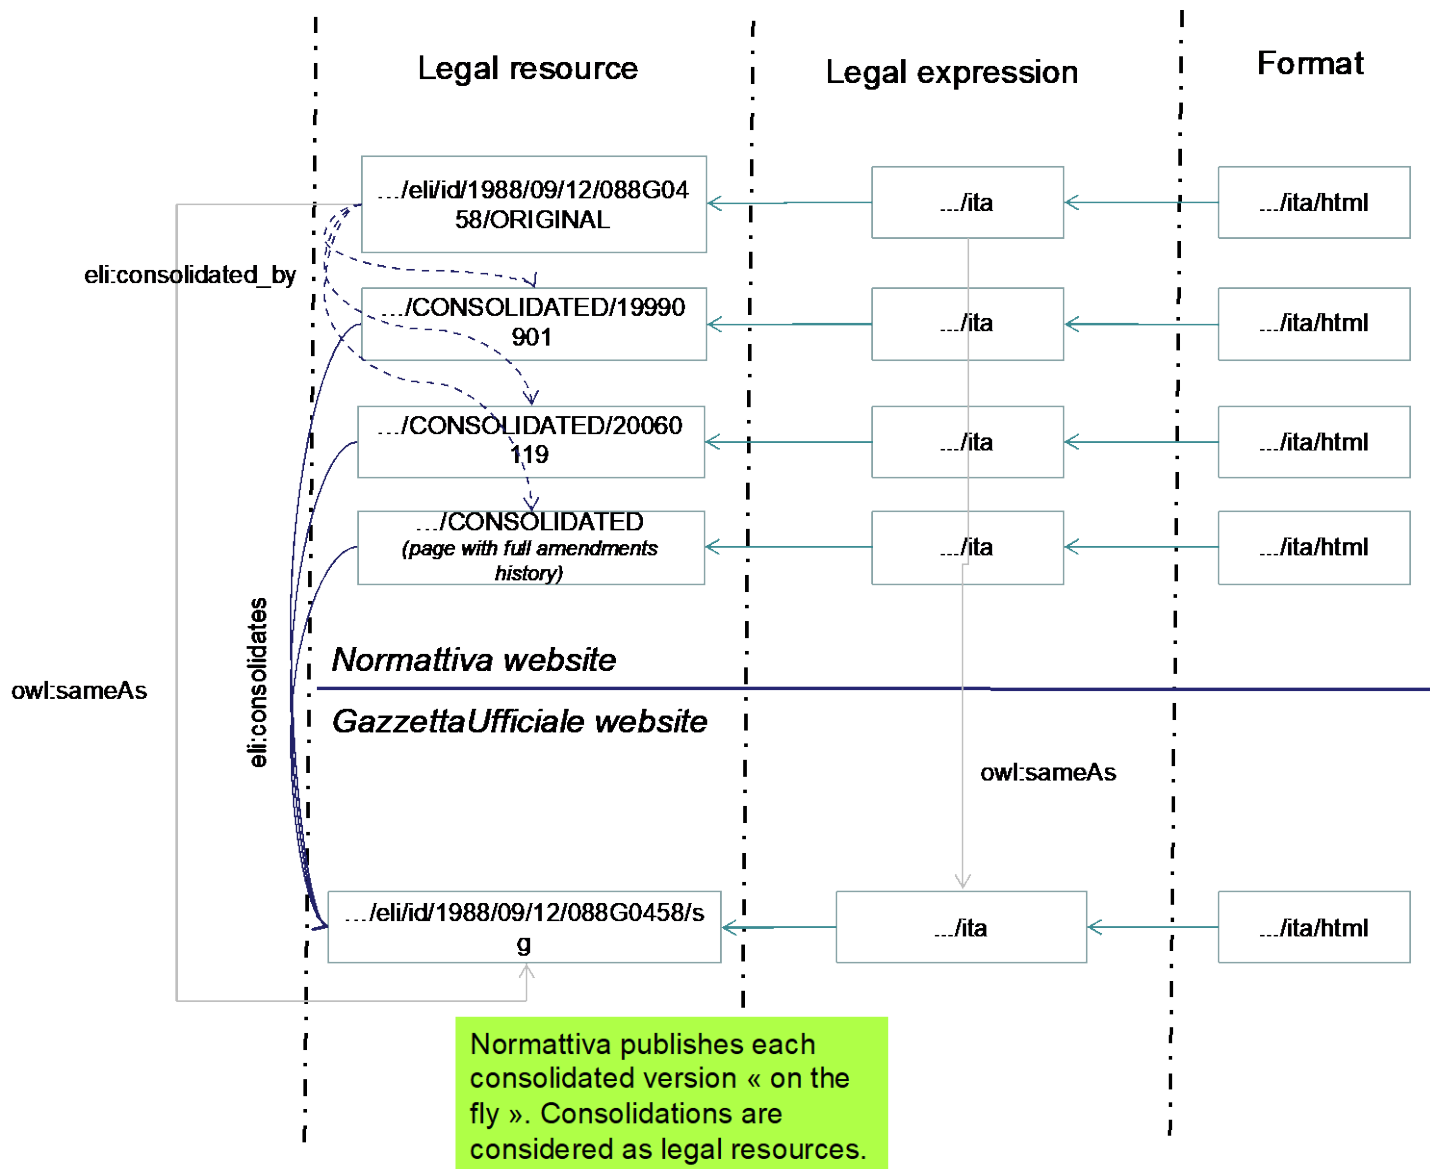 Legal resource
Legal expression
Format
.../eli/id/1988/09/12/088G04
58/ORIGINAL
.../ita
.../ita/html
eli:consolidated_by
.../CONSOLIDATED/19990
901
.../ita
.../ita/html
.../CONSOLIDATED/20060
119
.../ita
.../ita/html
.../CONSOLIDATED
(page with full amendments
history)
.../ita
.../ita/html
eli:consolidates
Normattiva website
owl:sameAs
GazzettaUfficiale website
owl:sameAs
.../eli/id/1988/09/12/088G0458/s
g
.../ita
.../ita/html
Normattiva publishes each
consolidated version « on the
fly ». Consolidations are
considered as legal resources.